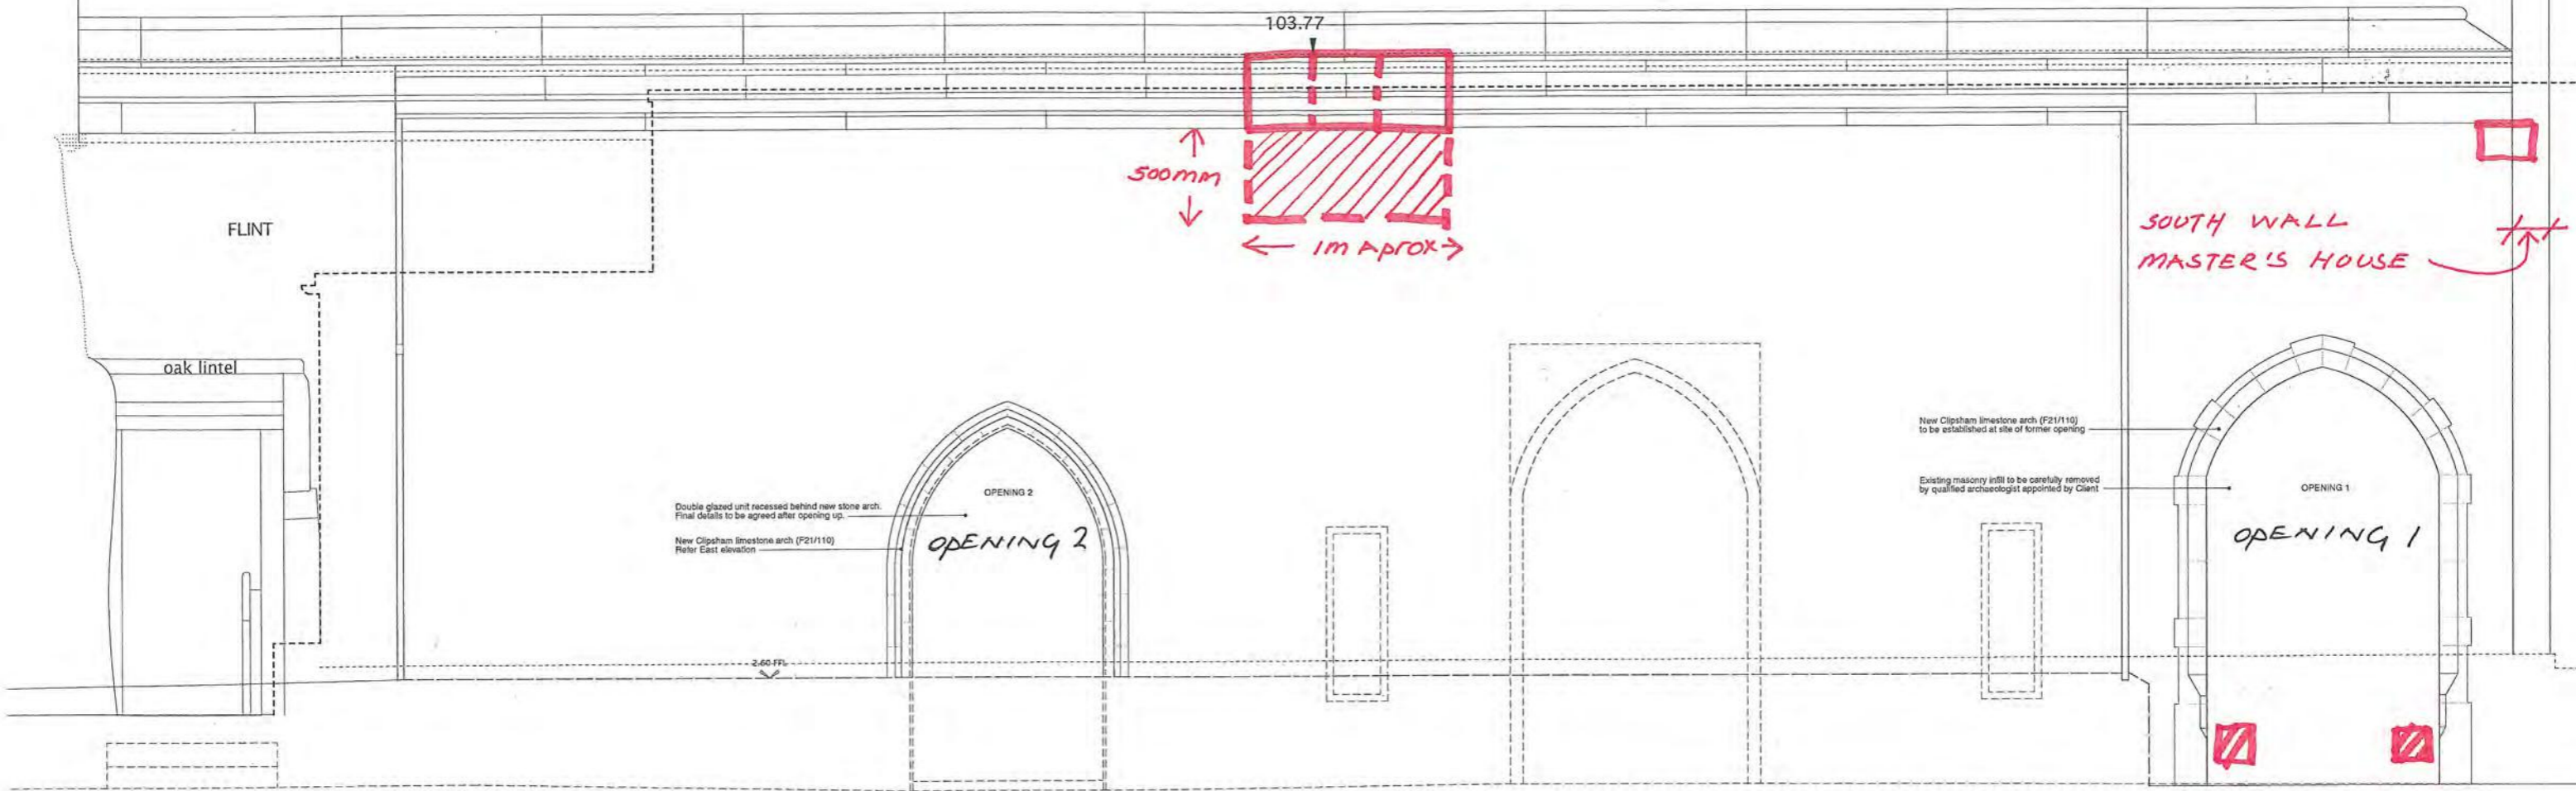 103.77
500mm
1m Aprox
FLINT
SOUTH WALL
MASTER'S HOUSE
oak lintel
New Clipsham limestone arch (F21/110)
to be established at site of former opening
Existing masonry infill to be carefully removed
by qualified archaeologist appointed by Client
OPENING 1
OPENING 1
OPENING 2
OPENING 2
Double glazed unit recessed behind new stone arch.
Final details to be agreed after opening up.
New Clipsham limestone arch (F21/110)
Refer East elevation
2.60 FFL